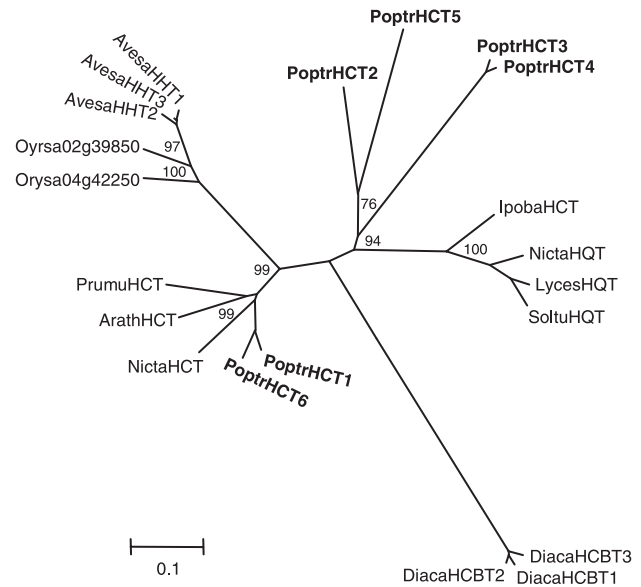 PoptrHCT5
PoptrHCT3
PoptrHCT4
PoptrHCT2
AvesaHHT1
AvesaHHT3
AvesaHHT2
Oyrsa02g39850
97
Orysa04g42250
100
76
IpobaHCT
94
100
NictaHQT
LycesHQT
SoltuHQT
99
PrumuHCT
ArathHCT
99
NictaHCT
PoptrHCT1
PoptrHCT6
0.1
DiacaHCBT3
DiacaHCBT2
DiacaHCBT1